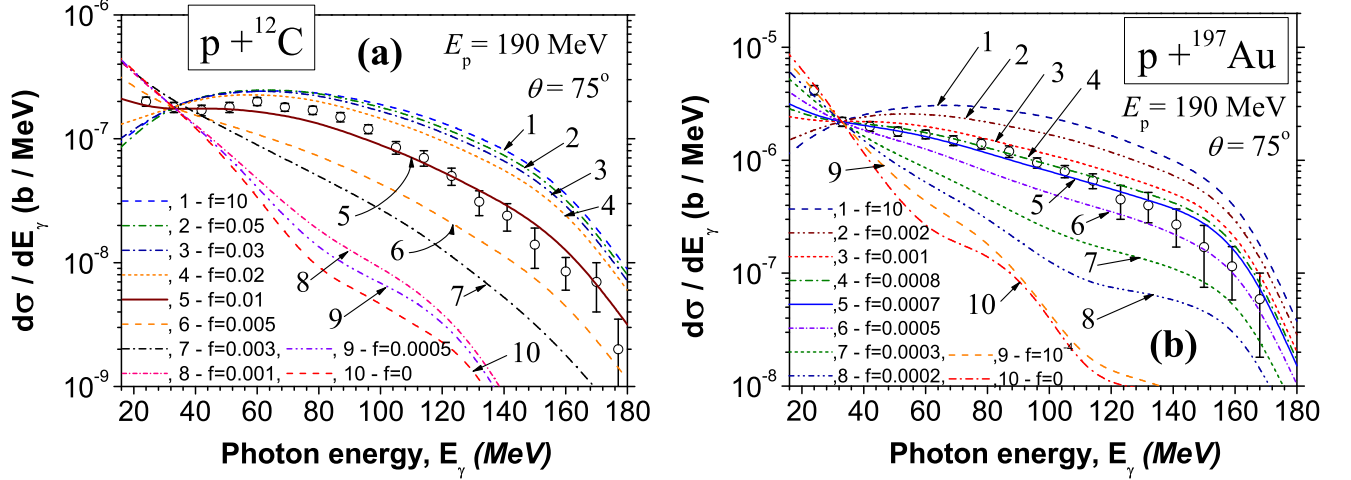 10^-6
p + ^12C
(a)
E_p = 190 MeV
θ = 75°
10^-7
10^-8
10^-9
dσ / dE_γ (b / MeV)
1
2
3
4
5
6
7
8
9
10
1 - f=10
, 2 - f=0.05
, 3 - f=0.03
, 4 - f=0.02
, 5 - f=0.01
, 6 - f=0.005
, 7 - f=0.003,
, 9 - f=0.0005
, 8 - f=0.001,
, 10 - f=0
20 40 60 80 100 120 140 160 180
Photon energy, E_γ (MeV)
10^-5
p + ^197Au
E_p = 190 MeV
θ = 75°
10^-6
10^-7
10^-8
dσ / dE_γ (b / MeV)
1
2
3
4
5
6
7
8
9
10
,1 - f=10
,2 - f=0.002
,3 - f=0.001
,4 - f=0.0008
,5 - f=0.0007
,6 - f=0.0005
,7 - f=0.0003,
,9 - f=10
,8 - f=0.0002,
,10 - f=0
(b)
20 40 60 80 100 120 140 160 180
Photon energy, E_γ (MeV)